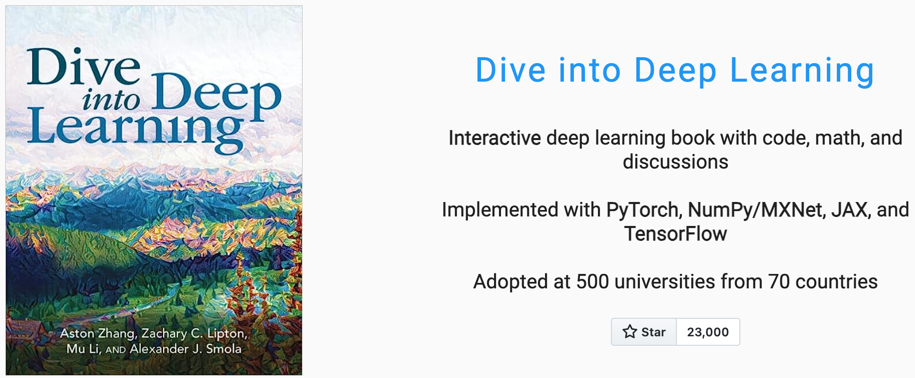 Dive
into Deep
Learning
Aston Zhang, Zachary C. Lipton,
Mu Li, AND Alexander J. Smola
Dive into Deep Learning
Interactive deep learning book with code, math, and
discussions
Implemented with PyTorch, NumPy/MXNet, JAX, and
TensorFlow
Adopted at 500 universities from 70 countries
Star 23,000